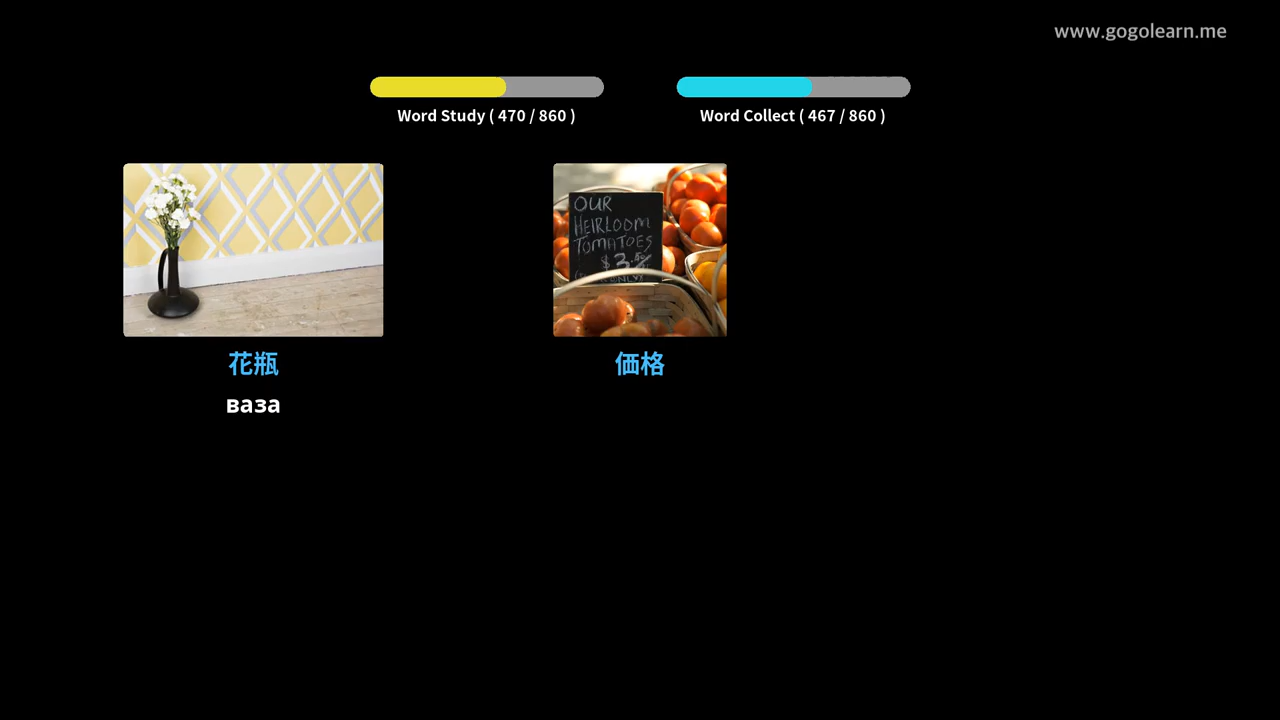 www.gogolearn.me
Word Study ( 470 / 860 )
Word Collect ( 467 / 860 )
OUR
HEIRLOOM
TOMATOES
$3.
花瓶
価格
ваза